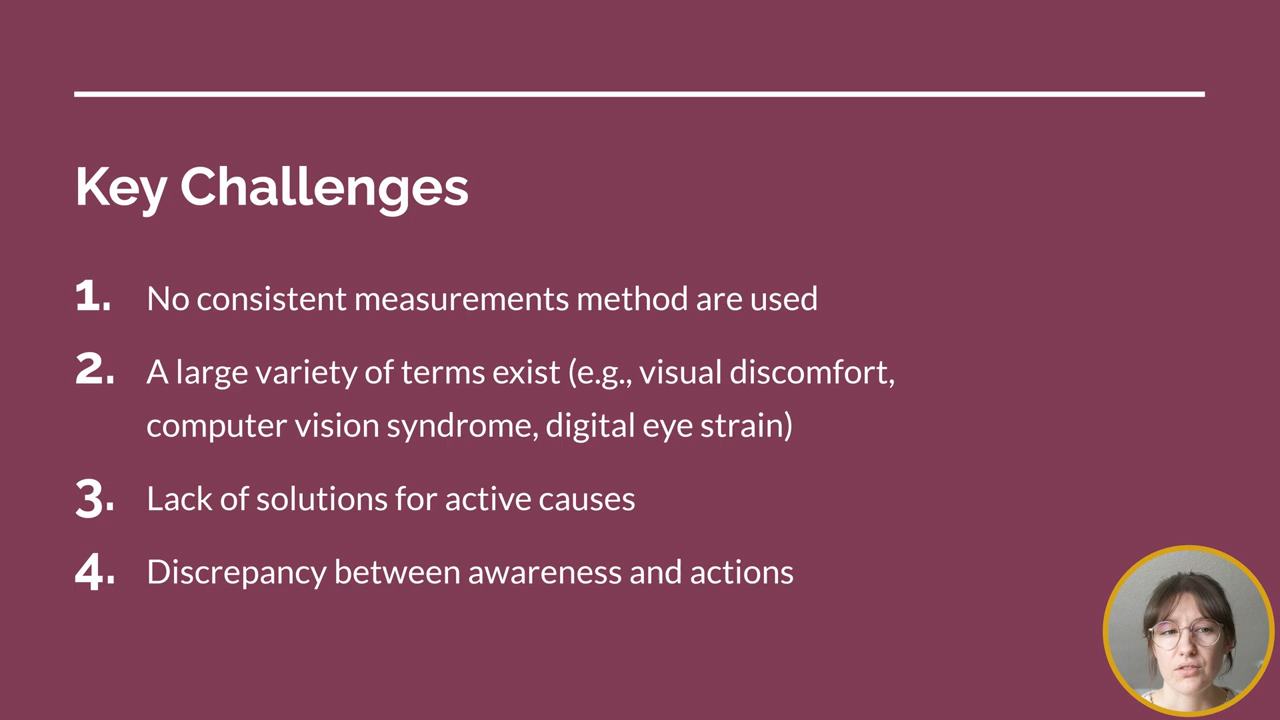 Key Challenges
1. No consistent measurements method are used
2. A large variety of terms exist (e.g., visual discomfort,
computer vision syndrome, digital eye strain)
3. Lack of solutions for active causes
4. Discrepancy between awareness and actions